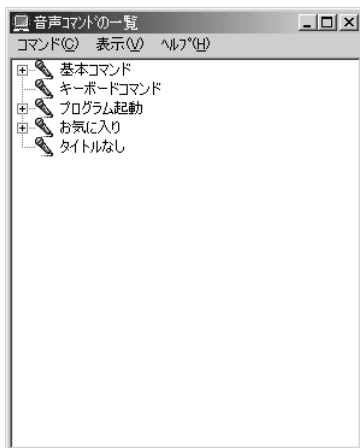 音声コマンドの一覧
コマンド(C) 表示(V) ﾍﾙﾌﾟ(H)
基本コマンド
キーボードコマンド
プログラム起動
お気に入り
タイトルなし